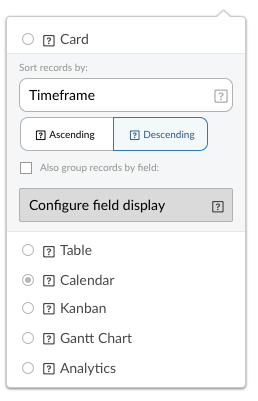 Card
Sort records by:
Timeframe
Ascending
Descending
Also group records by field:
Configure field display
Table
Calendar
Kanban
Gantt Chart
Analytics